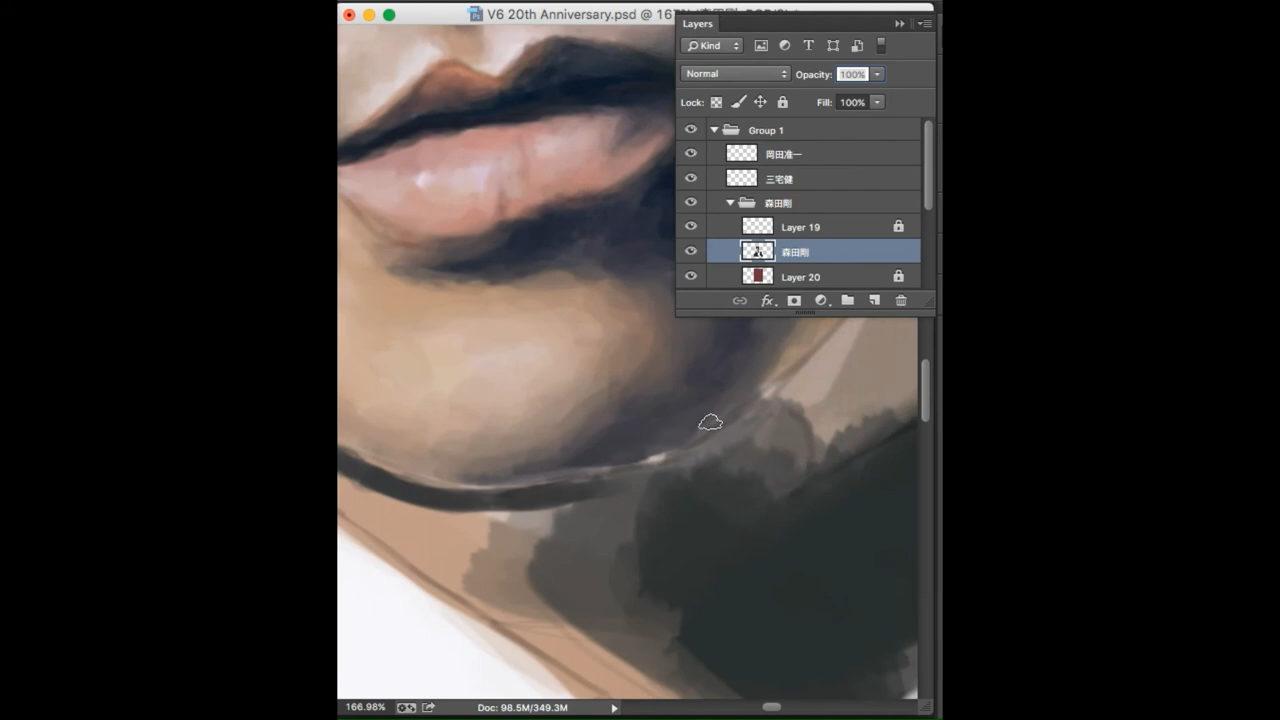 V6 20th Anniversary.psd @ 16
Layers
Kind
Normal
Opacity: 100%
Lock:
Fill: 100%
Group 1
岡田准一
三宅健
森田剛
Layer 19
森田剛
Layer 20
fx
166.98%
Doc: 98.5M/349.3M